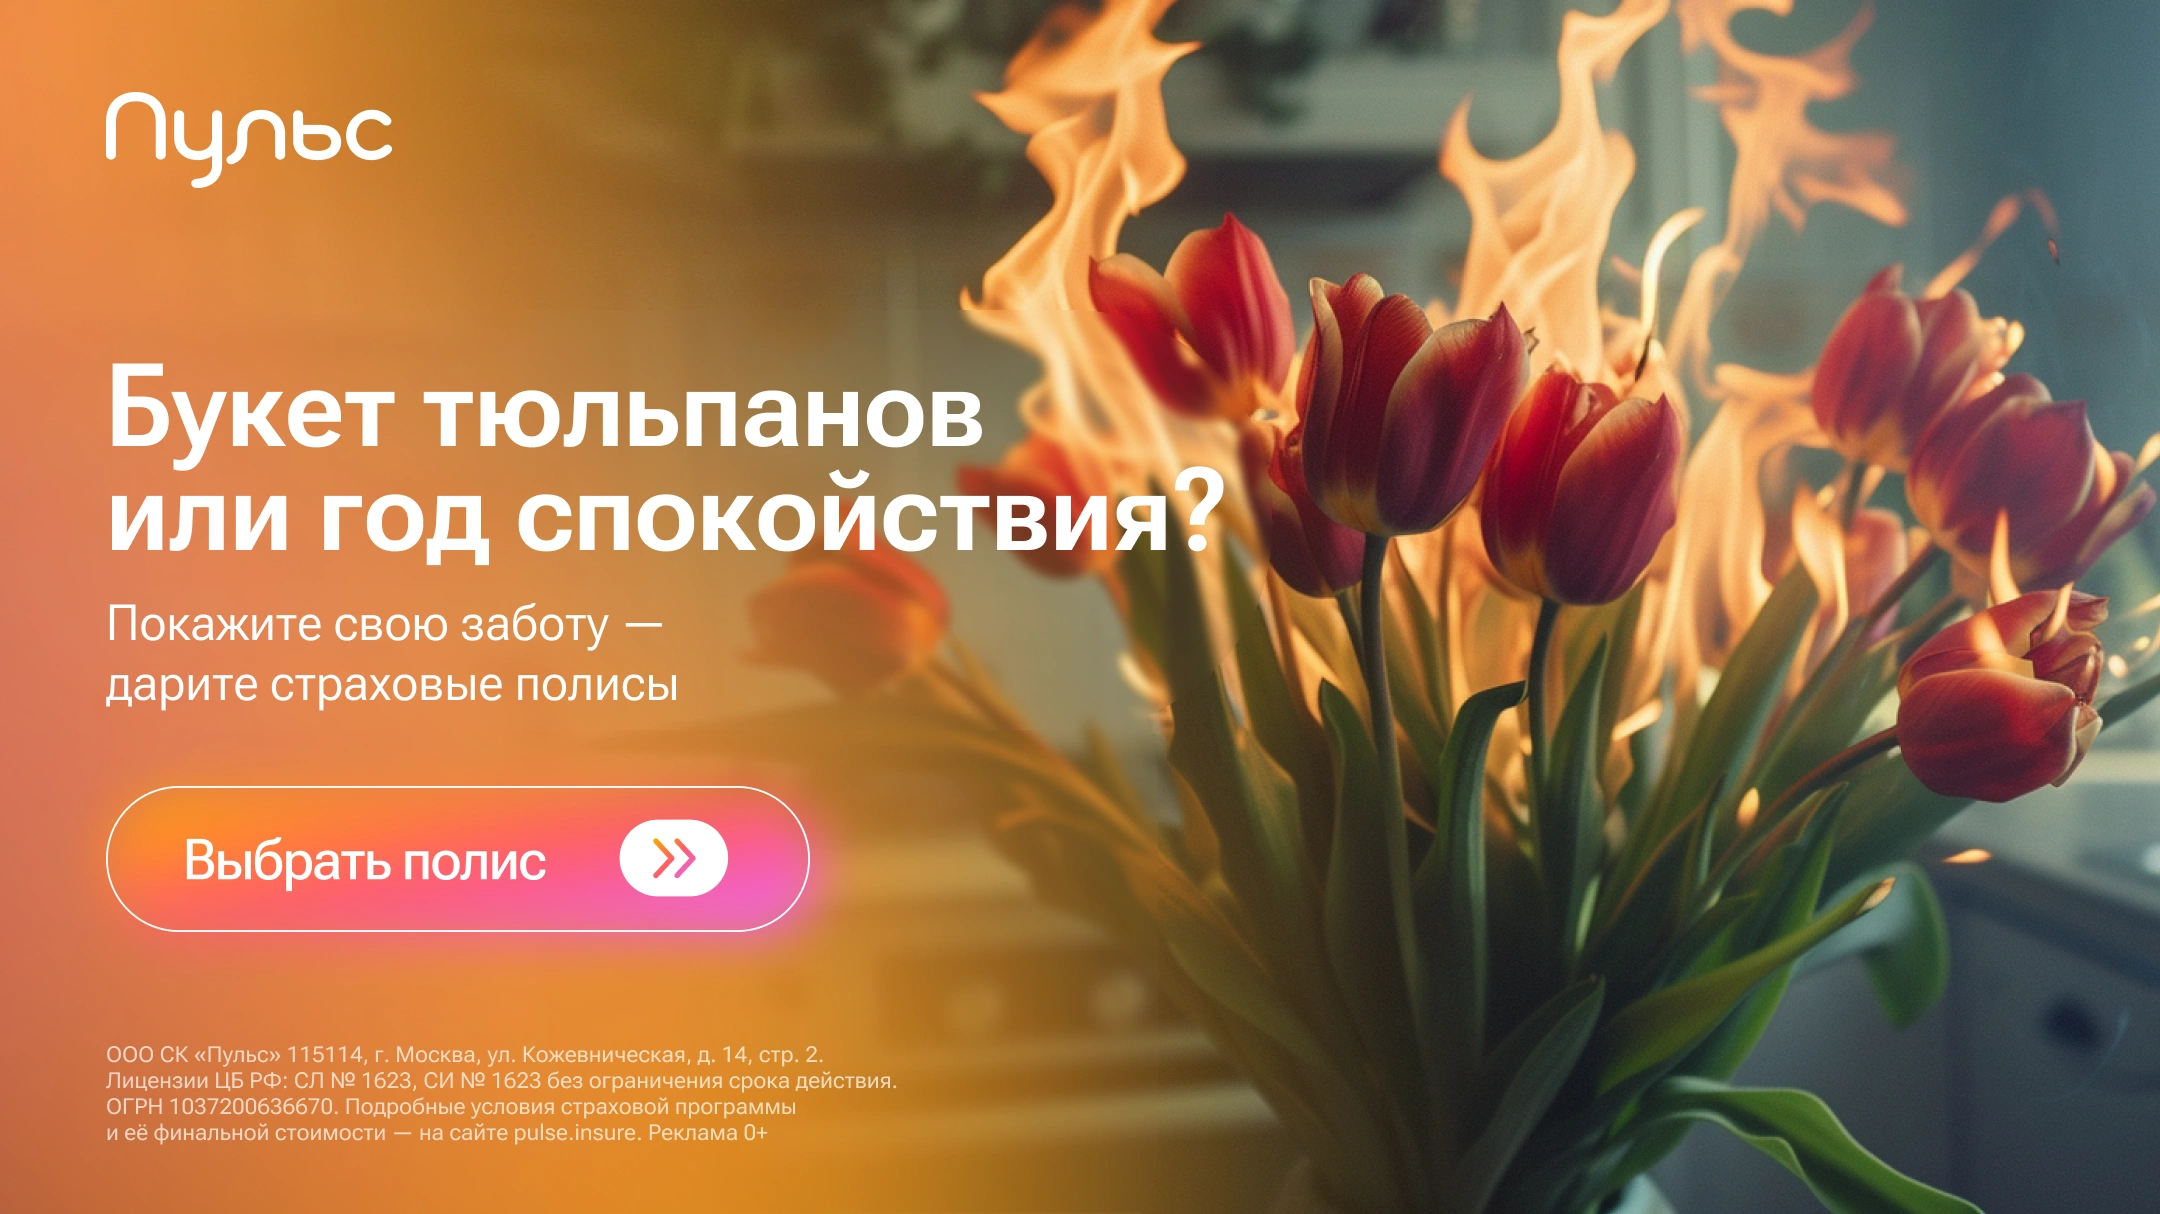 Пульс
Букет тюльпанов
или год спокойствия?
Покажите свою заботу —
дарите страховые полисы
Выбрать полис
ООО СК «Пульс» 115114, г. Москва, ул. Кожевническая, д. 14, стр. 2.
Лицензии ЦБ РФ: СЛ № 1623, СИ № 1623 без ограничения срока действия.
ОГРН 1037200636670. Подробные условия страховой программы
и её финальной стоимости — на сайте pulse.insure. Реклама 0+